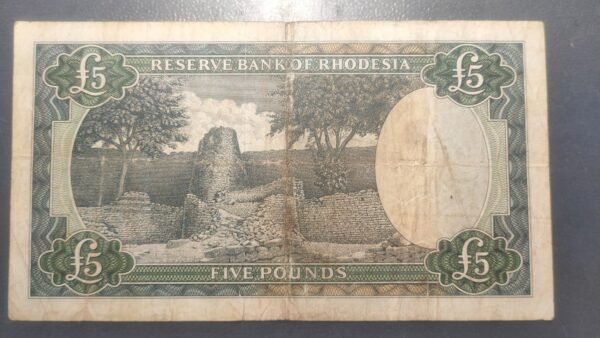 £5 RESERVE BANK OF RHODESIA £5
£5 FIVE POUNDS £5